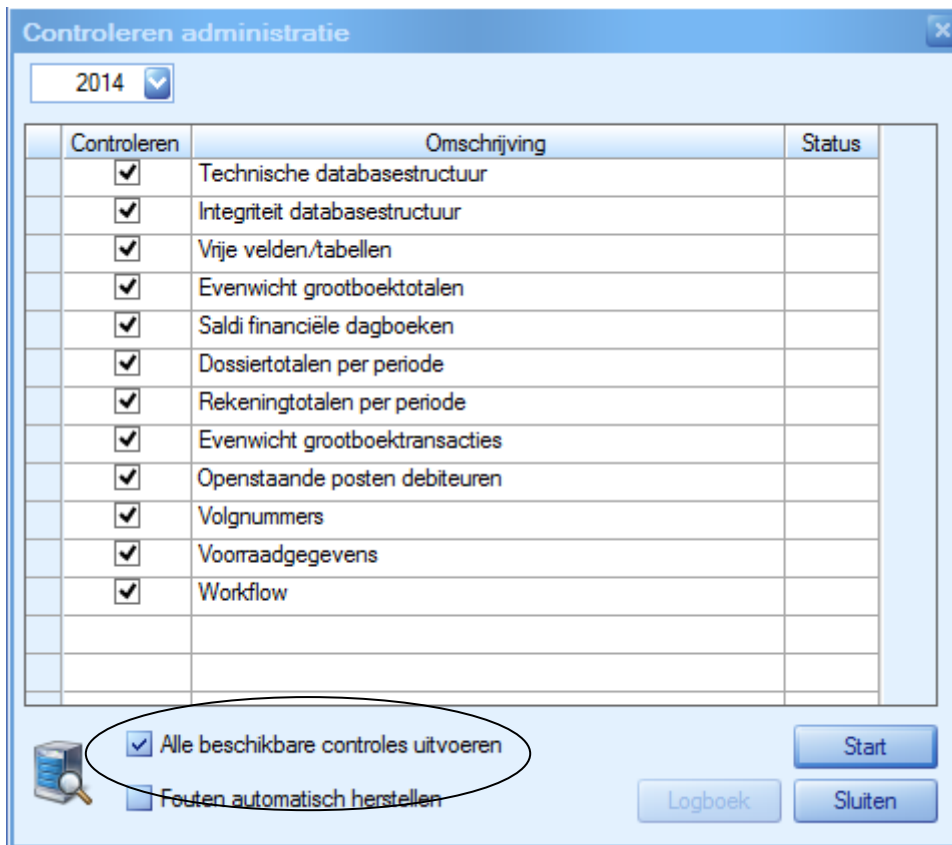 Controleren administratie
2014
Controleren Omschrijving Status
Technische databasestructuur
Integriteit databasestructuur
Vrije velden/tabellen
Evenwicht grootboektotalen
Saldi financiële dagboeken
Dossiertotalen per periode
Rekeningtotalen per periode
Evenwicht grootboektransacties
Openstaande posten debiteuren
Volgnummers
Voorraadgegevens
Workflow
Alle beschikbare controles uitvoeren
Start
Fouten automatisch herstellen
Logboek
Sluiten